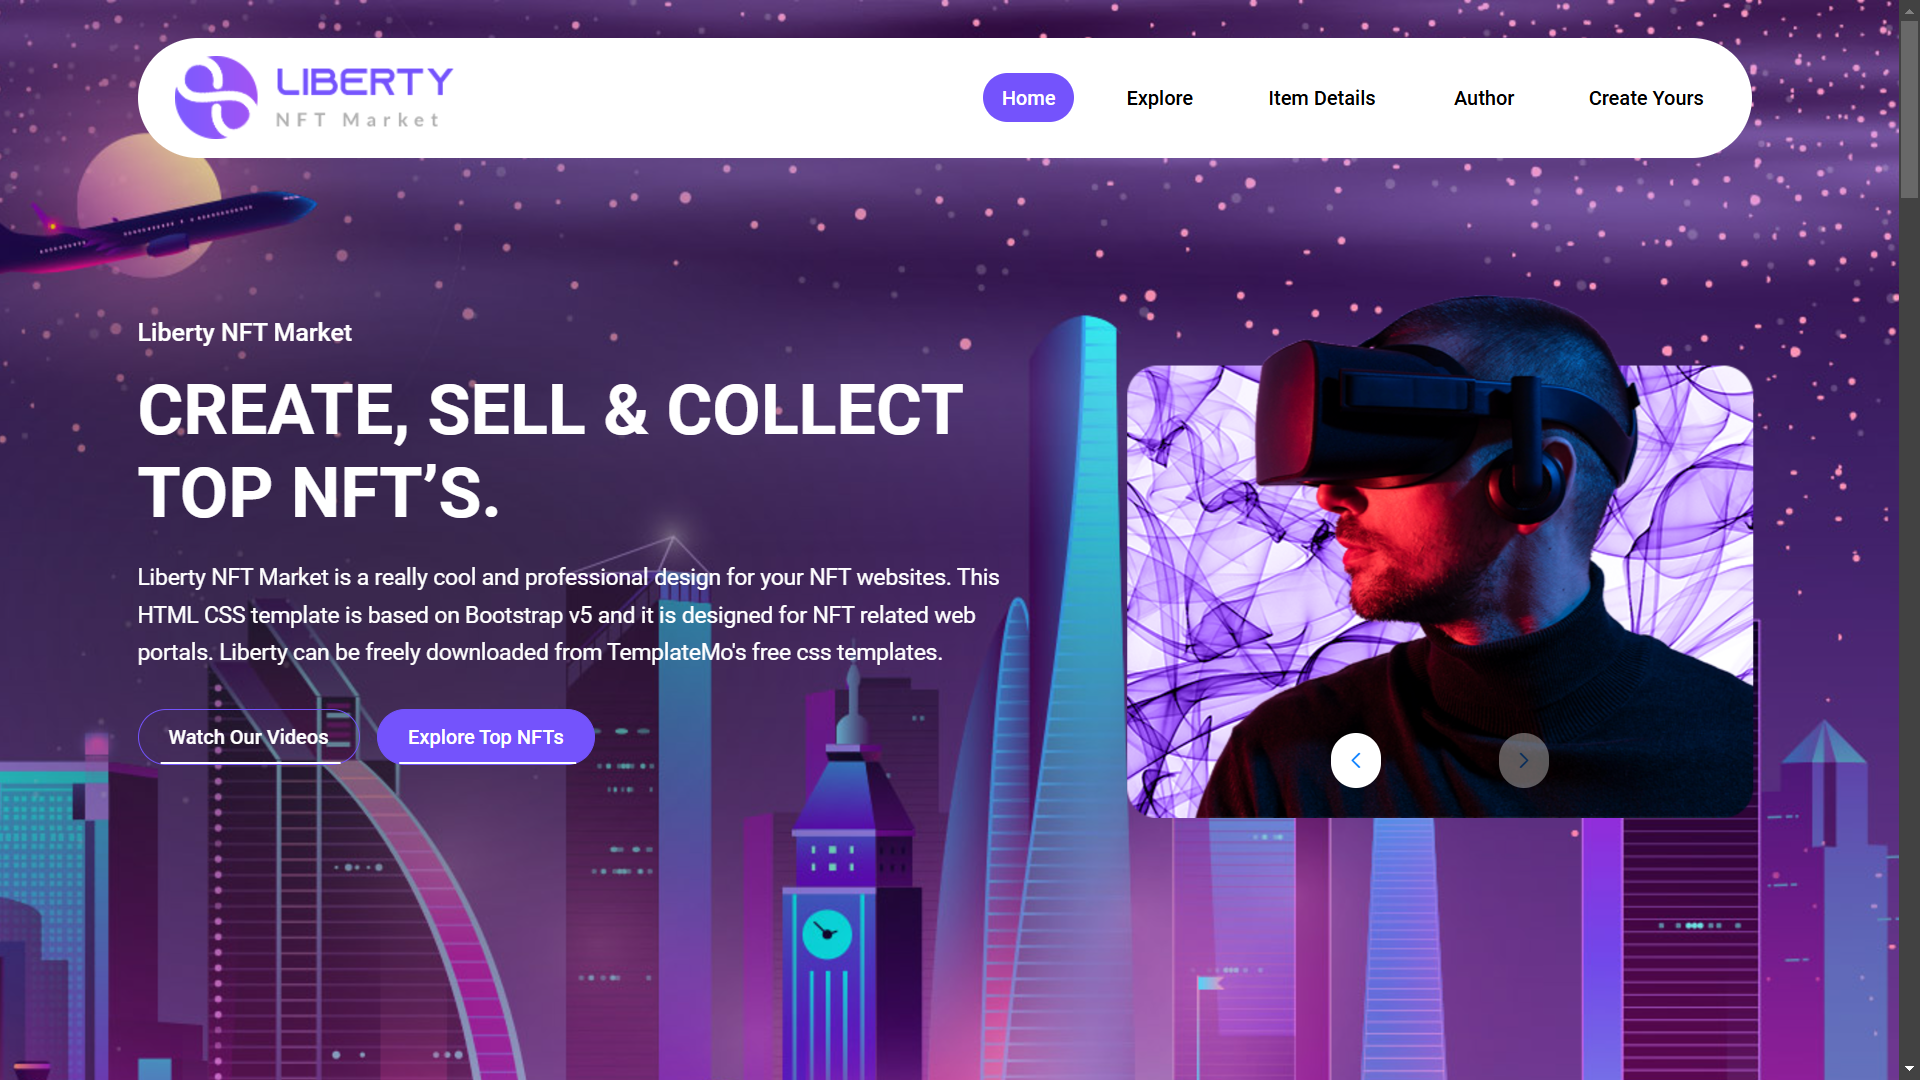 LIBERTY
NFT Market
Home
Explore
Item Details
Author
Create Yours
Liberty NFT Market
CREATE, SELL & COLLECT
TOP NFT’S.
Liberty NFT Market is a really cool and professional design for your NFT websites. This
HTML CSS template is based on Bootstrap v5 and it is designed for NFT related web
portals. Liberty can be freely downloaded from TemplateMo's free css templates.
Watch Our Videos
Explore Top NFTs